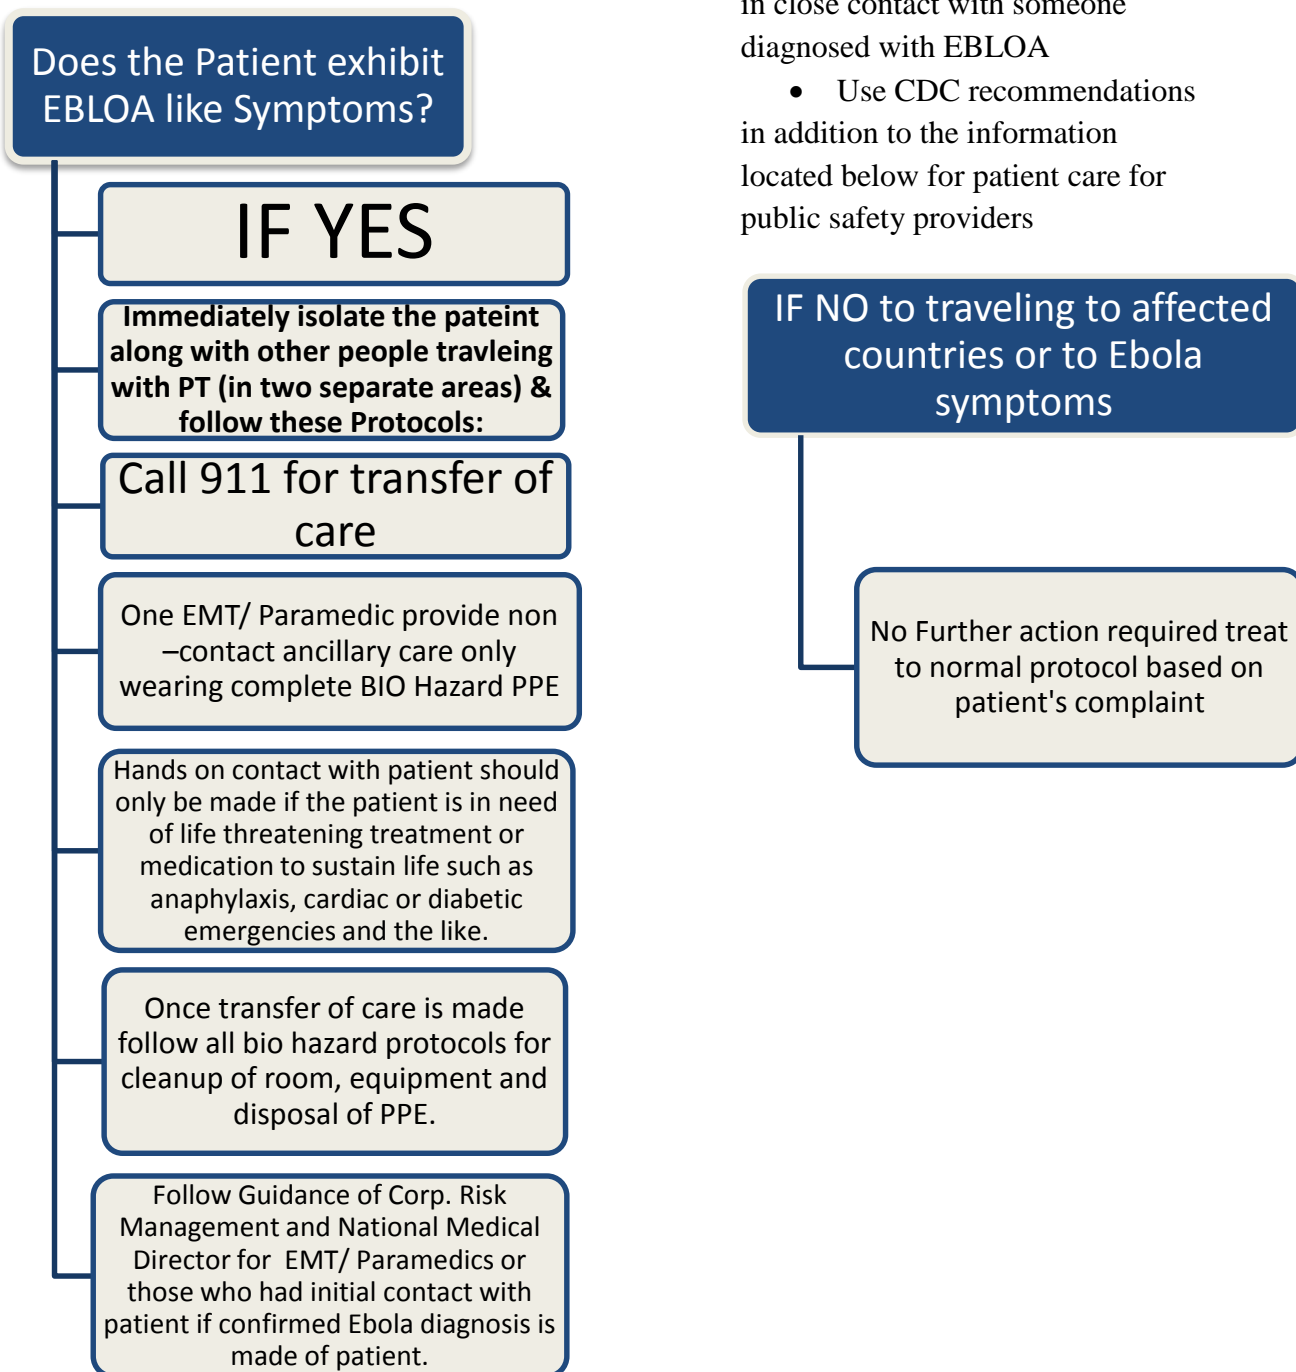 Does the Patient exhibit
EBLOA like Symptoms?
IF YES
Immediately isolate the pateint
along with other people travleing
with PT (in two separate areas) &
follow these Protocols:
Call 911 for transfer of
care
One EMT/ Paramedic provide non
–contact ancillary care only
wearing complete BIO Hazard PPE
Hands on contact with patient should
only be made if the patient is in need
of life threatening treatment or
medication to sustain life such as
anaphylaxis, cardiac or diabetic
emergencies and the like.
Once transfer of care is made
follow all bio hazard protocols for
cleanup of room, equipment and
disposal of PPE.
Follow Guidance of Corp. Risk
Management and National Medical
Director for EMT/ Paramedics or
those who had initial contact with
patient if confirmed Ebola diagnosis is
made of patient.
in close contact with someone
diagnosed with EBLOA
• Use CDC recommendations
in addition to the information
located below for patient care for
public safety providers
IF NO to traveling to affected
countries or to Ebola
symptoms
No Further action required treat
to normal protocol based on
patient's complaint